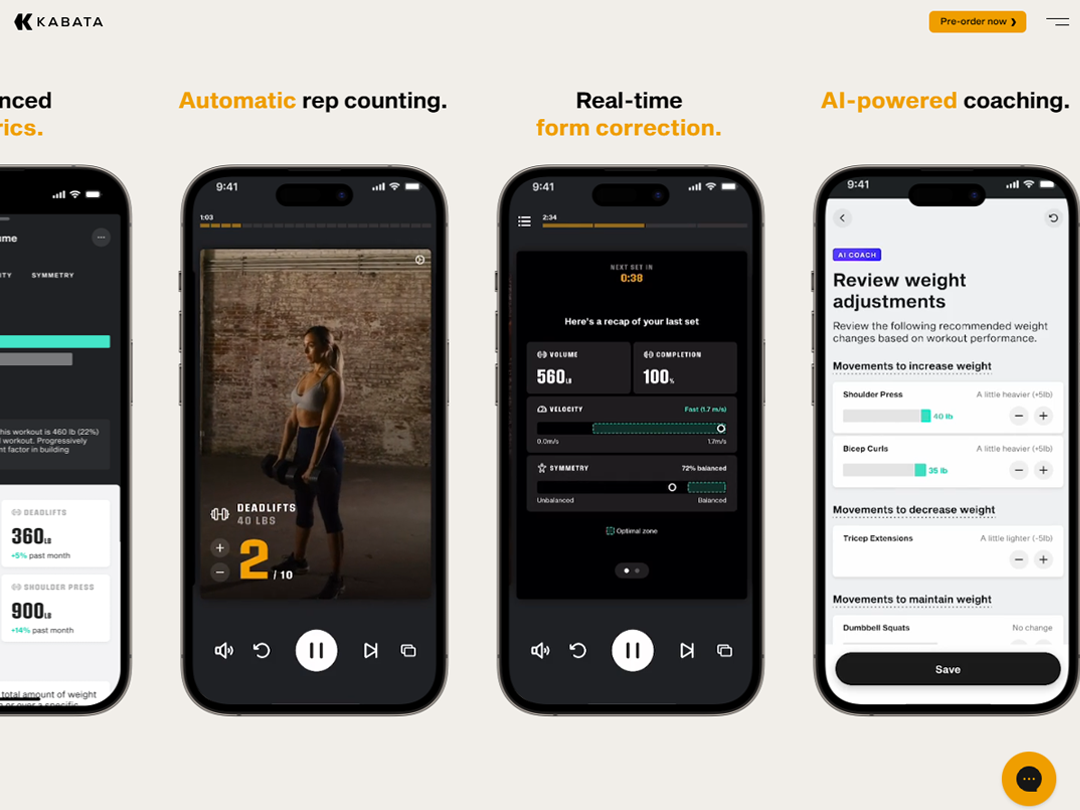 KABATA
Pre-order now ❯
nced
rics.
ume
...
ITY SYMMETRY
his workout is 460 lb (22%)
workout. Progressively
nt factor in building
DEADLIFTS
360LB
+5% past month
SHOULDER PRESS
900LB
+14% past month
total amount of weight
n or over a specific
Automatic rep counting.
9:41
1:03
DEADLIFTS
40 LBS
+
−
2 / 10
Real-time
form correction.
9:41
2:34
NEXT SET IN
0:38
Here's a recap of your last set
VOLUME
560LB
COMPLETION
100%
VELOCITY
Fast (1.7 m/s)
0.0m/s 1.7m/s
SYMMETRY
72% balanced
Unbalanced Balanced
Optimal zone
AI-powered coaching.
9:41
AI COACH
Review weight
adjustments
Review the following recommended weight
changes based on workout performance.
Movements to increase weight
Shoulder Press A little heavier (+5lb)
40 lb − +
Bicep Curls A little heavier (+5lb)
35 lb − +
Movements to decrease weight
Tricep Extensions A little lighter (-5lb)
− +
Movements to maintain weight
Dumbbell Squats No change
Save